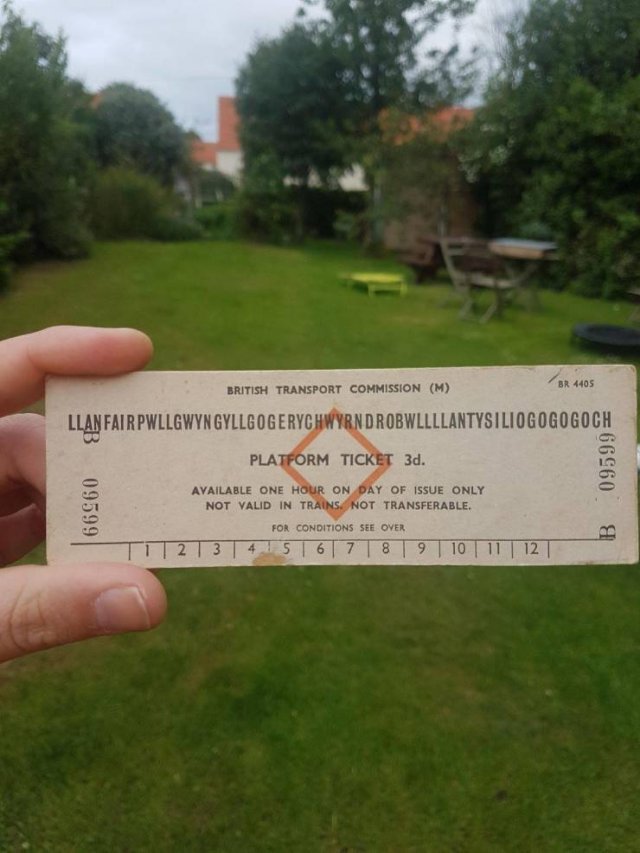 BRITISH TRANSPORT COMMISSION (M)
BR 4405
LLANFAIRPWLLGWYNGYLLGOGERYCHWYRNDROBWLLLLANTYSILIOGOGOGOCH
PLATFORM TICKET 3d.
AVAILABLE ONE HOUR ON DAY OF ISSUE ONLY
NOT VALID IN TRAINS. NOT TRANSFERABLE.
FOR CONDITIONS SEE OVER
1 | 2 | 3 | 4 | 5 | 6 | 7 | 8 | 9 | 10 | 11 | 12
B 09599
B 09599